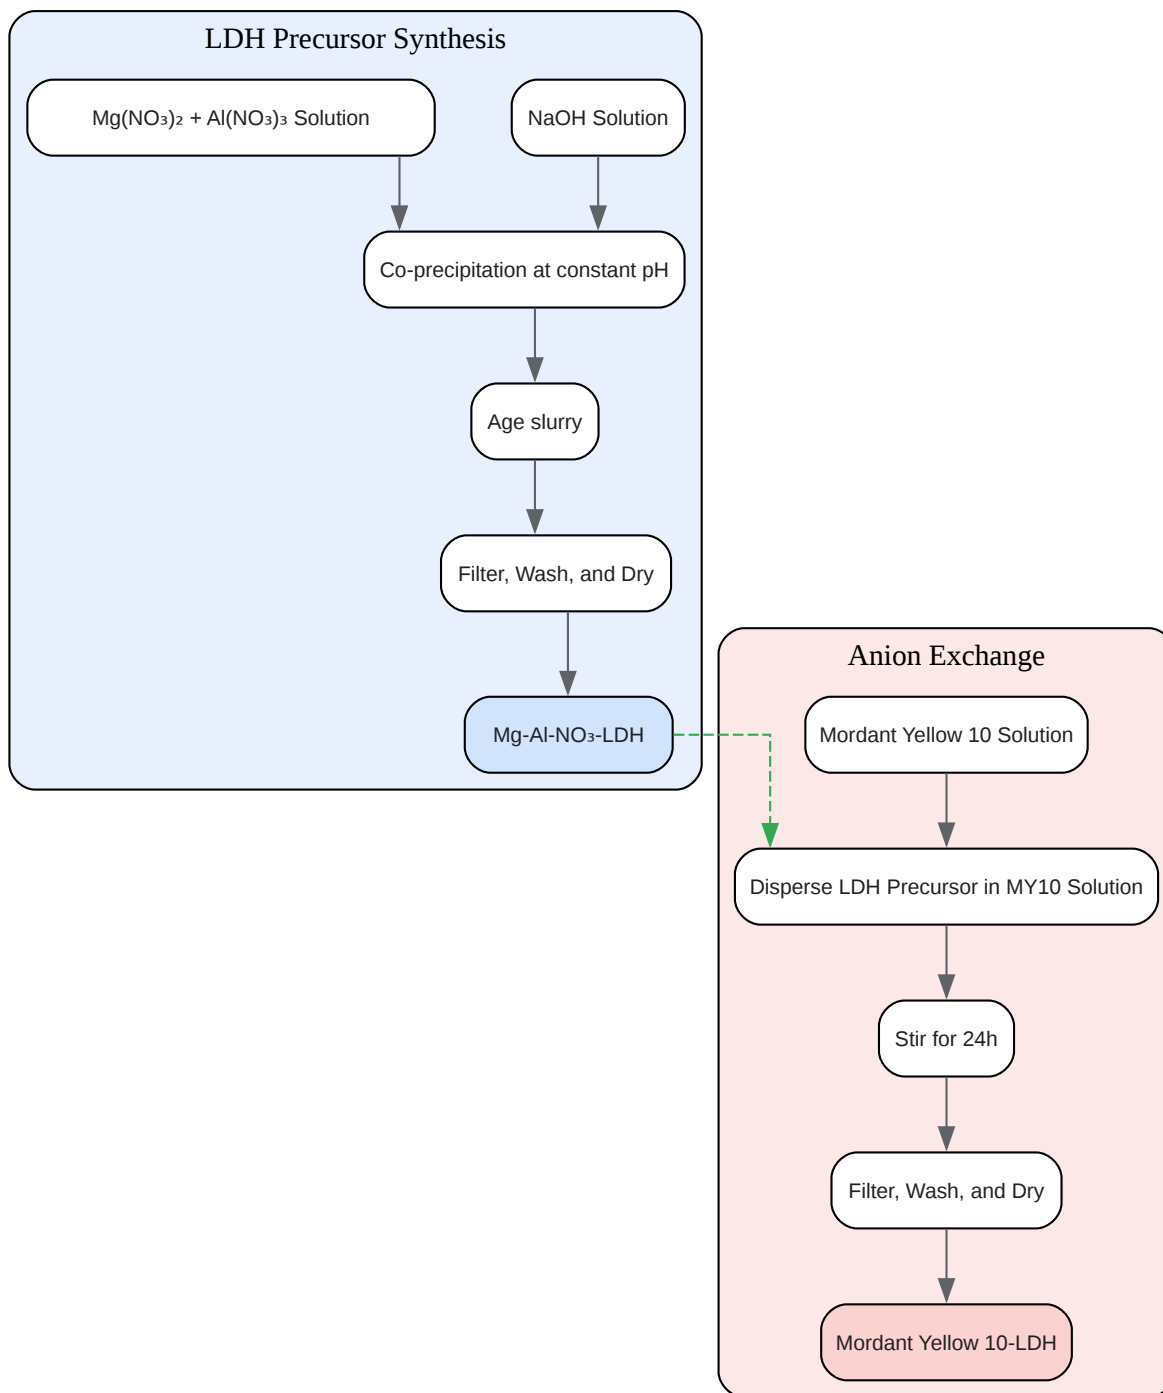 LDH Precursor Synthesis
Mg(NO₃)₂ + Al(NO₃)₃ Solution
NaOH Solution
Co-precipitation at constant pH
Age slurry
Filter, Wash, and Dry
Mg-Al-NO₃-LDH
Anion Exchange
Mordant Yellow 10 Solution
Disperse LDH Precursor in MY10 Solution
Stir for 24h
Filter, Wash, and Dry
Mordant Yellow 10-LDH